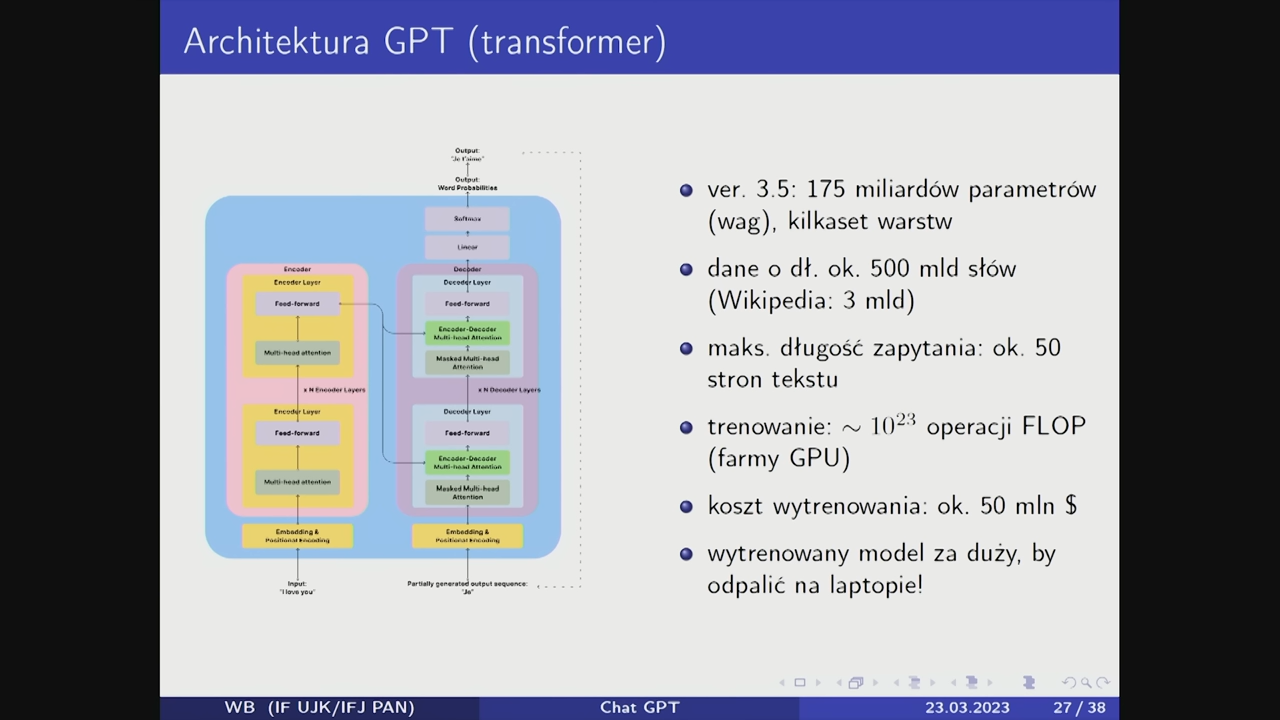 Architektura GPT (transformer)
Output:
"Je t'aime"
Output:
Word Probabilities
Softmax
Linear
Encoder
Encoder Layer
Feed-forward
Multi-head attention
x N Encoder Layers
Encoder Layer
Feed-forward
Multi-head attention
Embedding &
Positional Encoding
Input:
"I love you"
Decoder
Decoder Layer
Feed-forward
Encoder-Decoder
Multi-head Attention
Masked Multi-head
Attention
x N Decoder Layers
Decoder Layer
Feed-forward
Encoder-Decoder
Multi-head Attention
Masked Multi-head
Attention
Embedding &
Positional Encoding
Partially generated output sequence:
"Je"
ver. 3.5: 175 miliardów parametrów
(wag), kilkaset warstw
dane o dł. ok. 500 mld słów
(Wikipedia: 3 mld)
maks. długość zapytania: ok. 50
stron tekstu
trenowanie: ∼ 10²³ operacji FLOP
(farmy GPU)
koszt wytrenowania: ok. 50 mln $
wytrenowany model za duży, by
odpalić na laptopie!
WB (IF UJK/IFJ PAN)
Chat GPT
23.03.2023
27 / 38